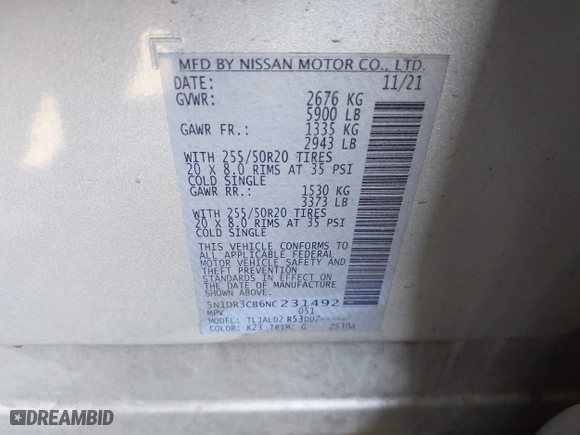 MFD BY NISSAN MOTOR CO., LTD.
DATE: 11/21
GVWR: 2676 KG
5900 LB
GAWR FR.: 1335 KG
2943 LB
WITH 255/50R20 TIRES
20 X 8.0 RIMS AT 35 PSI
COLD SINGLE
GAWR RR.: 1530 KG
3373 LB
WITH 255/50R20 TIRES
20 X 8.0 RIMS AT 35 PSI
COLD SINGLE
THIS VEHICLE CONFORMS TO
ALL APPLICABLE FEDERAL
MOTOR VEHICLE SAFETY AND
THEFT PREVENTION
STANDARDS IN EFFECT ON
THE DATE OF MANUFACTURE
SHOWN ABOVE.
5N1DR3CB6NC231492
MPV 051
MODEL:
COLOR: K23 TRIM: G 2530A
DREAMBID